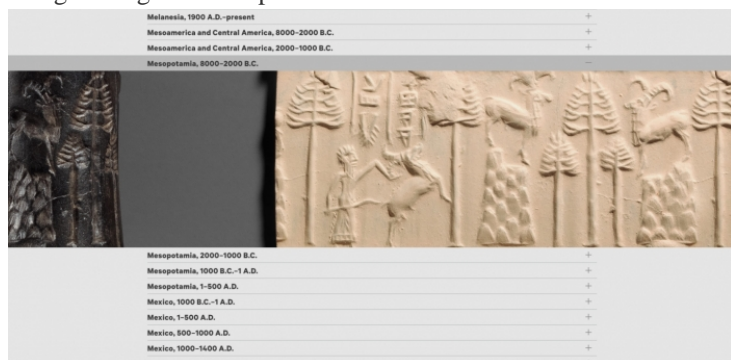 Melanesia, 1900 A.D.–present +
Mesoamerica and Central America, 8000–2000 B.C. +
Mesoamerica and Central America, 2000–1000 B.C. +
Mesopotamia, 8000–2000 B.C. –
Mesopotamia, 2000–1000 B.C. +
Mesopotamia, 1000 B.C.–1 A.D. +
Mesopotamia, 1–500 A.D. +
Mexico, 1000 B.C.–1 A.D. +
Mexico, 1–500 A.D. +
Mexico, 500–1000 A.D. +
Mexico, 1000–1400 A.D. +